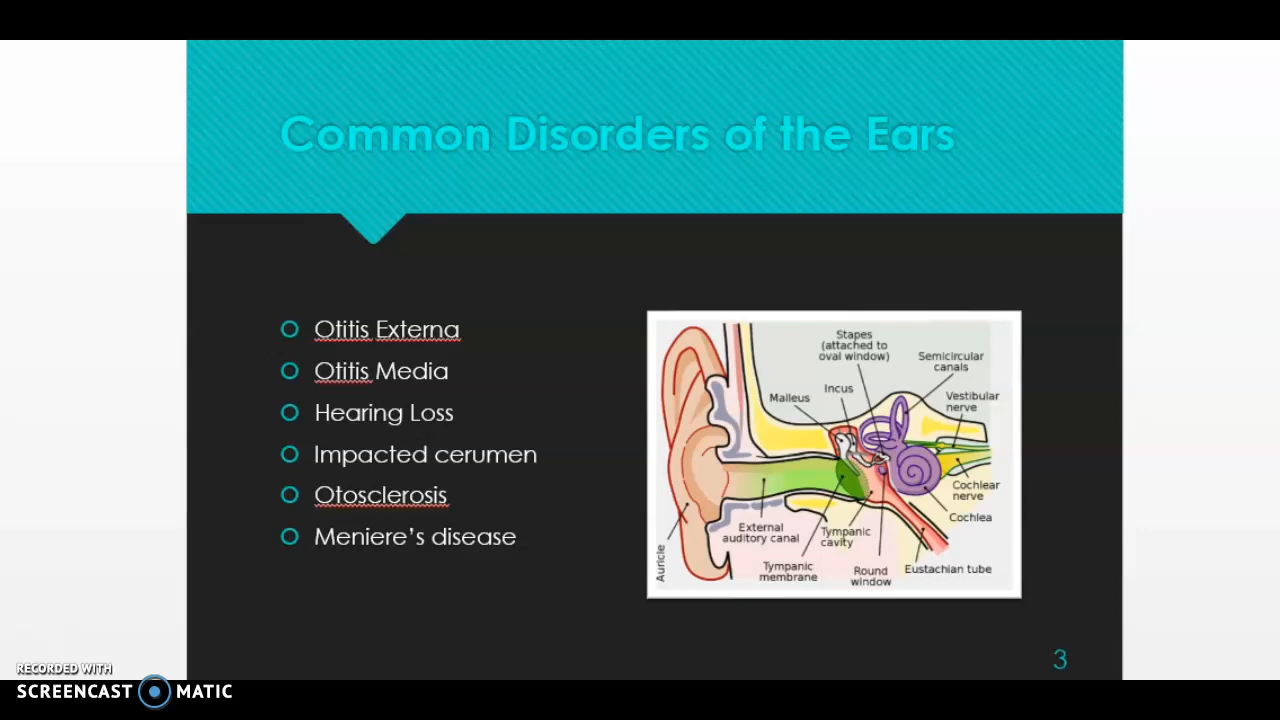 Common Disorders of the Ears
Otitis Externa
Otitis Media
Hearing Loss
Impacted cerumen
Otosclerosis
Meniere's disease
Stapes
(attached to
oval window)
Semicircular
canals
Incus
Malleus
Vestibular
nerve
Cochlear
nerve
Cochlea
External
auditory canal
Tympanic
cavity
Tympanic
membrane
Round
window
Eustachian tube
Auricle
3
RECORDED WITH
SCREENCAST MATIC